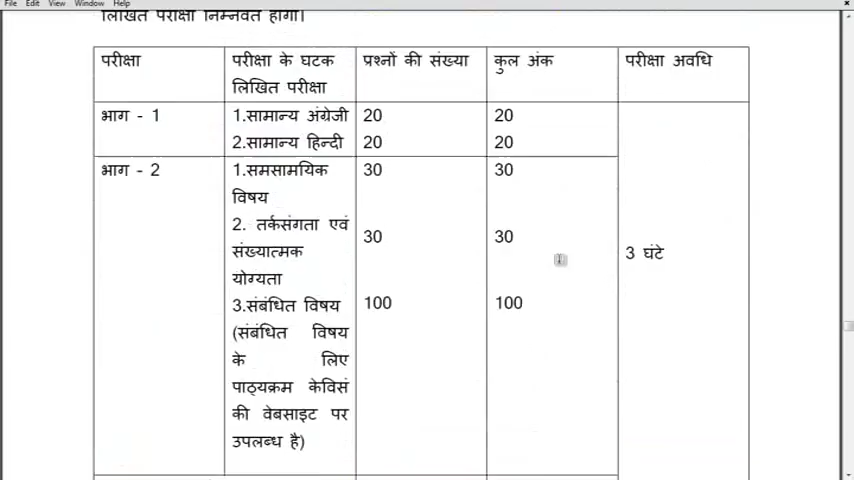 File Edit View Window Help
लिखित परीक्षा निम्नवत होगी।
परीक्षा
परीक्षा के घटक
लिखित परीक्षा
प्रश्नों की संख्या
कुल अंक
परीक्षा अवधि
भाग - 1
1.सामान्य अंग्रेजी
20
20
2.सामान्य हिन्दी
20
20
भाग - 2
1.समसामयिक
विषय
30
30
2. तर्कसंगता एवं
संख्यात्मक
योग्यता
30
30
3.संबंधित विषय
(संबंधित विषय
के लिए
पाठ्यक्रम केविसं
की वेबसाइट पर
उपलब्ध है)
100
100
3 घंटे